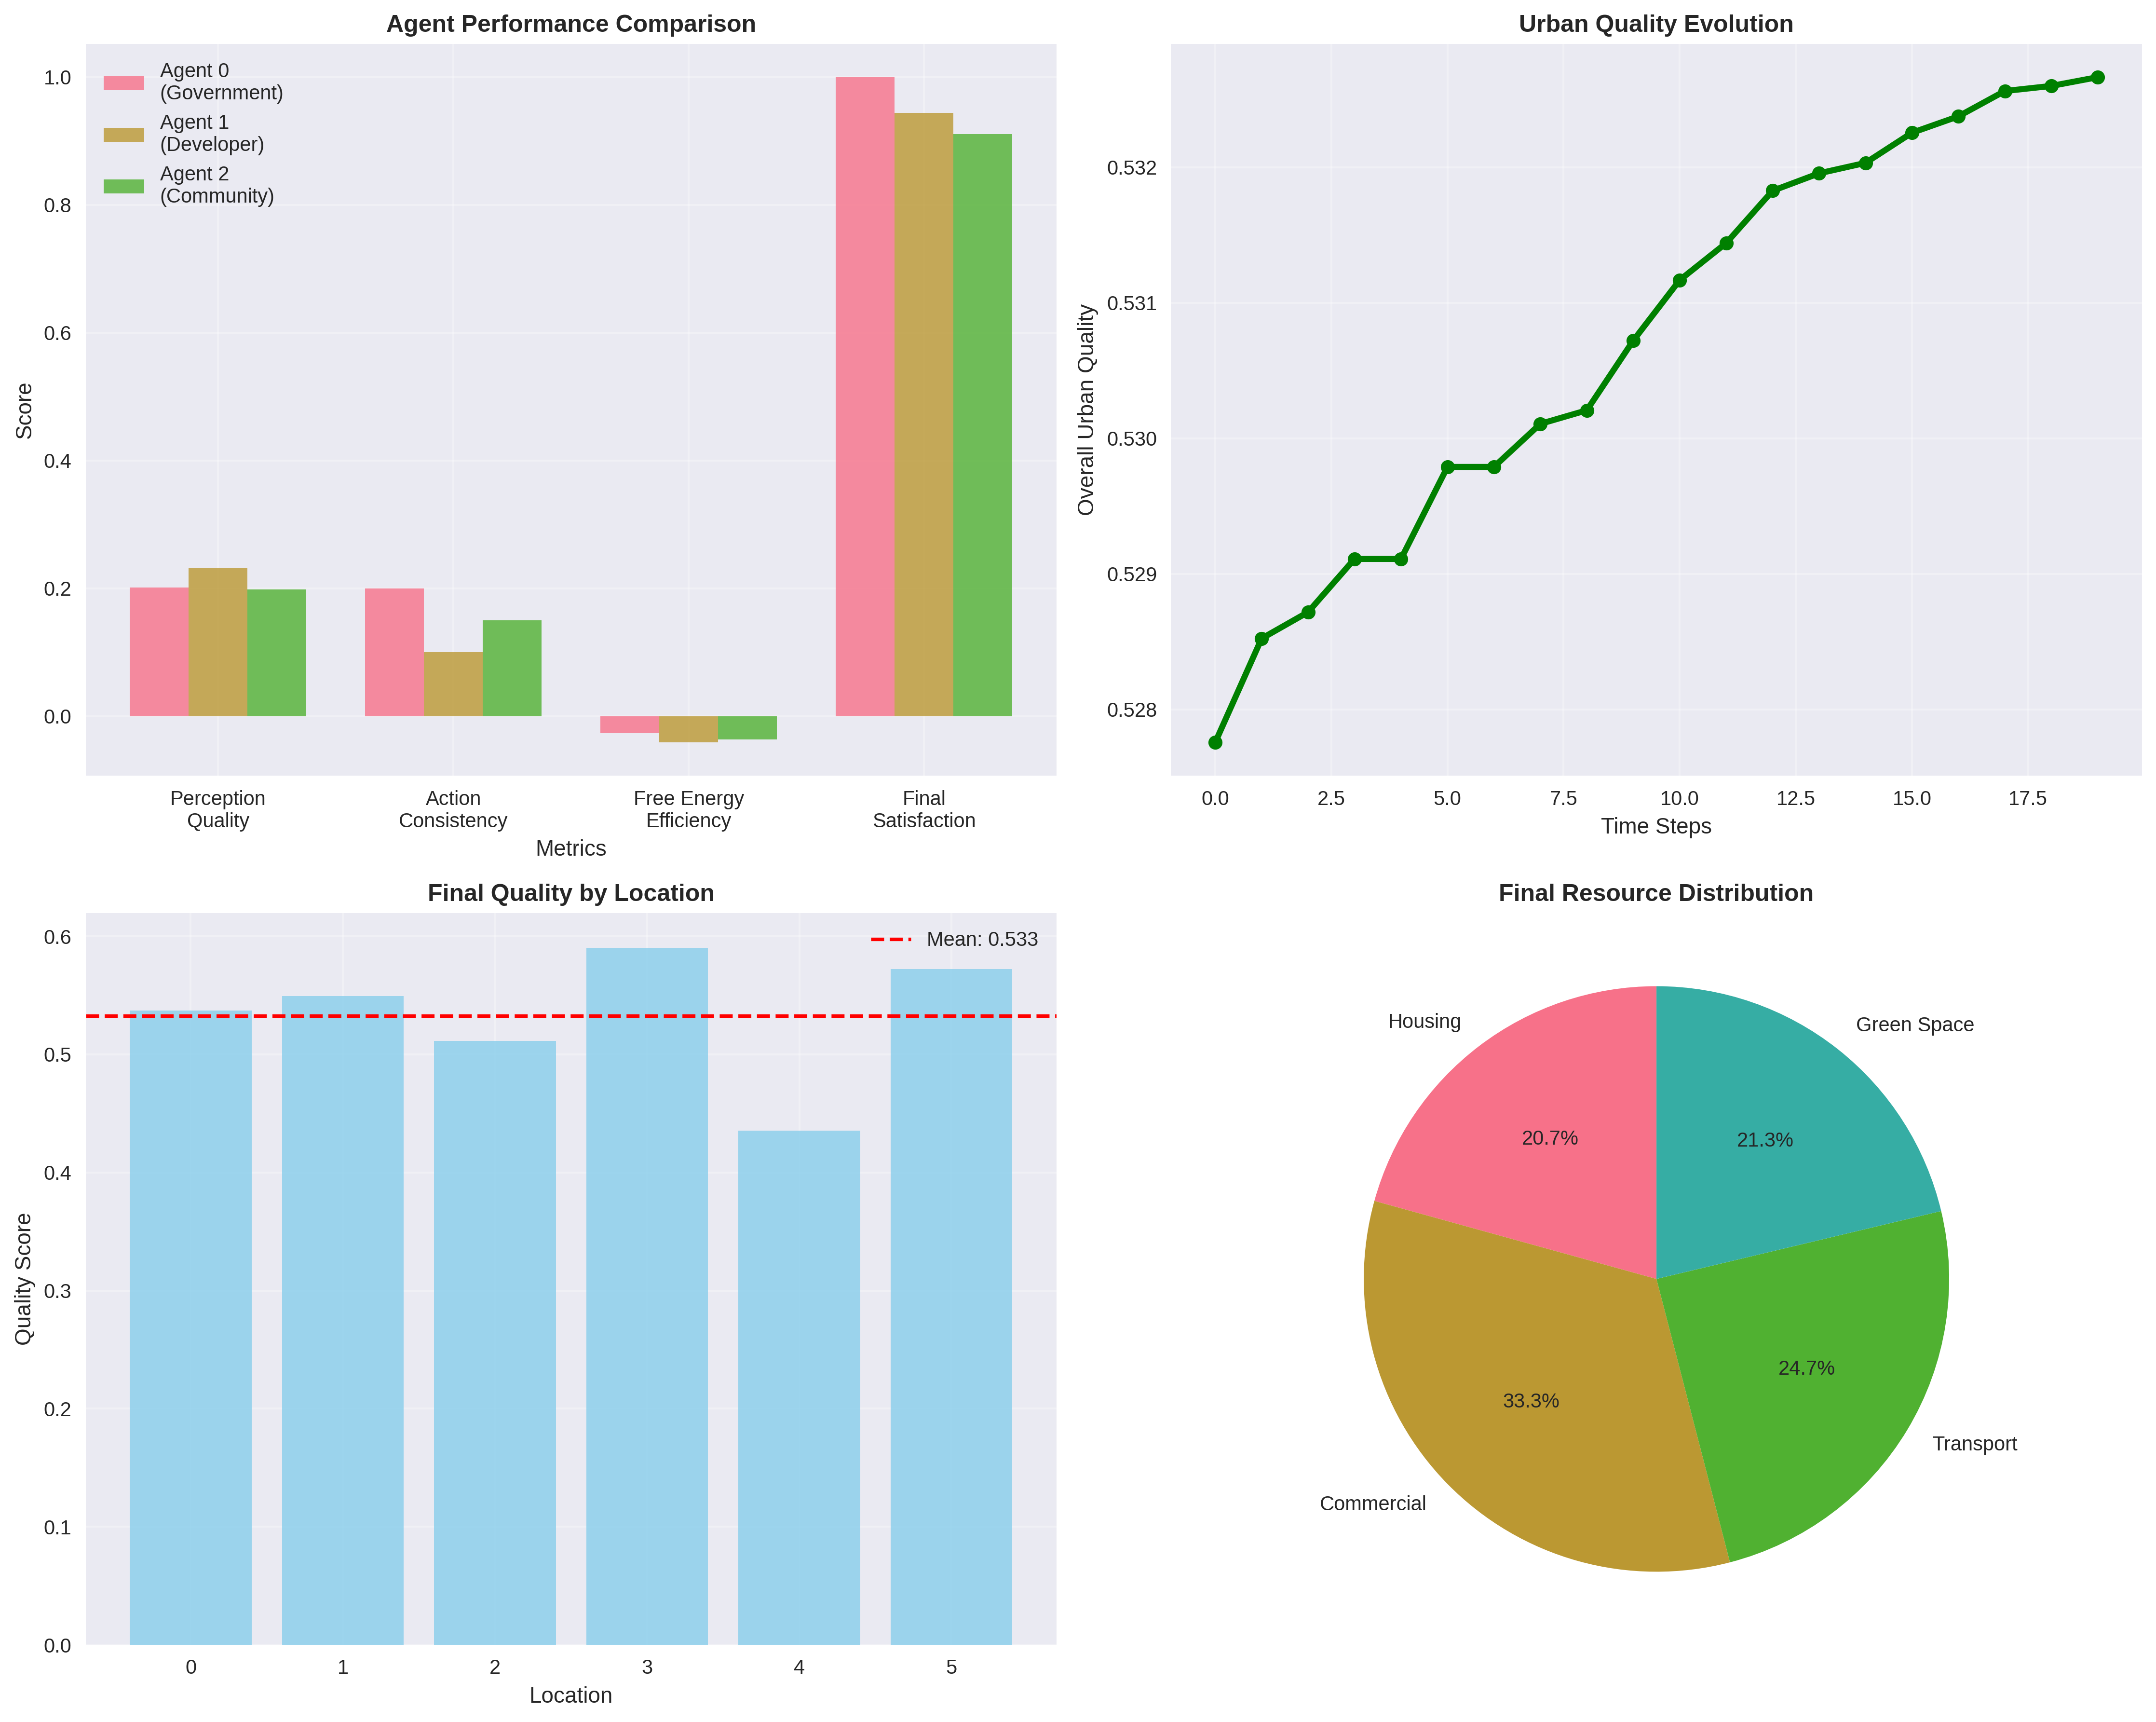 Agent Performance Comparison
Agent 0
(Government)
Agent 1
(Developer)
Agent 2
(Community)
Score
1.0
0.8
0.6
0.4
0.2
0.0
Perception
Quality
Action
Consistency
Free Energy
Efficiency
Final
Satisfaction
Metrics
Urban Quality Evolution
Overall Urban Quality
0.532
0.531
0.530
0.529
0.528
0.0 2.5 5.0 7.5 10.0 12.5 15.0 17.5
Time Steps
Final Quality by Location
Mean: 0.533
Quality Score
0.6
0.5
0.4
0.3
0.2
0.1
0.0
0 1 2 3 4 5
Location
Final Resource Distribution
Housing
Green Space
20.7%
21.3%
24.7%
33.3%
Transport
Commercial